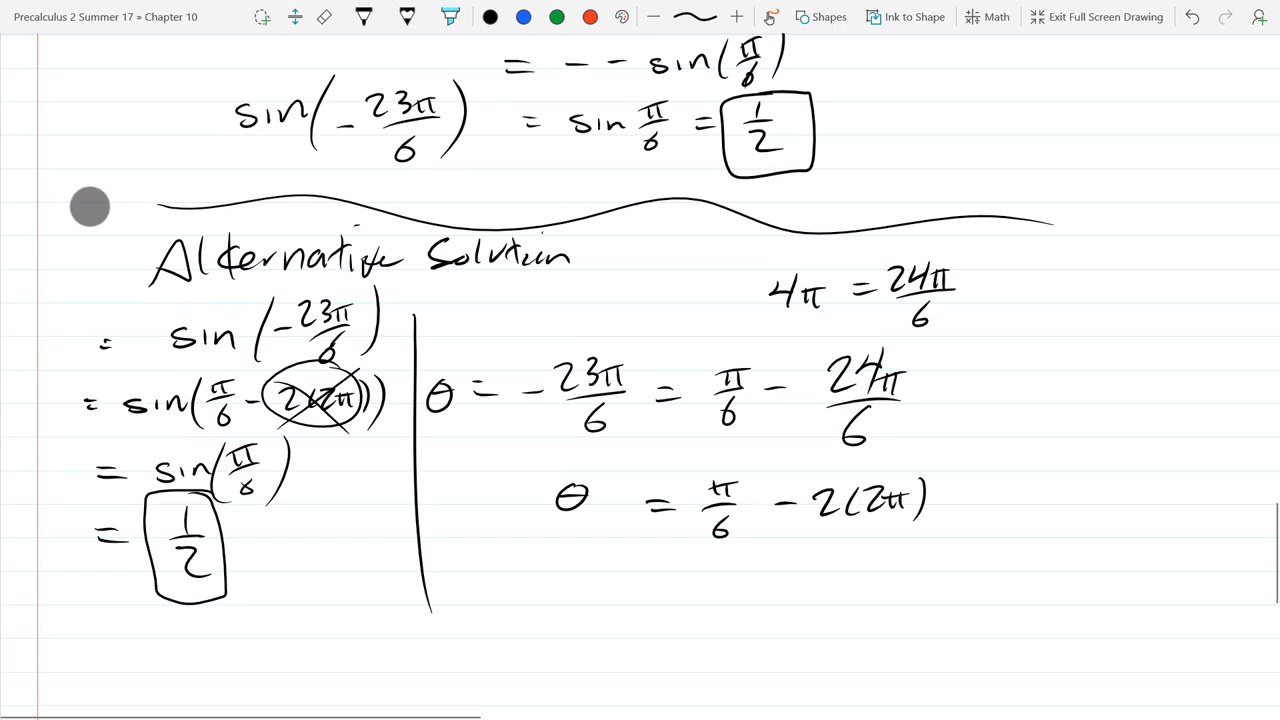 Precalculus 2 Summer 17 » Chapter 10
Shapes Ink to Shape Math Exit Full Screen Drawing
= - - sin(π/6)
sin(-23π/6) = sin π/6 = 1/2
Alternative Solution
4π = 24π/6
= sin(-23π/6)
= sin(π/6 - 2(2π))
θ = -23π/6 = π/6 - 24π/6
= sin(π/6)
θ = π/6 - 2(2π)
= 1/2